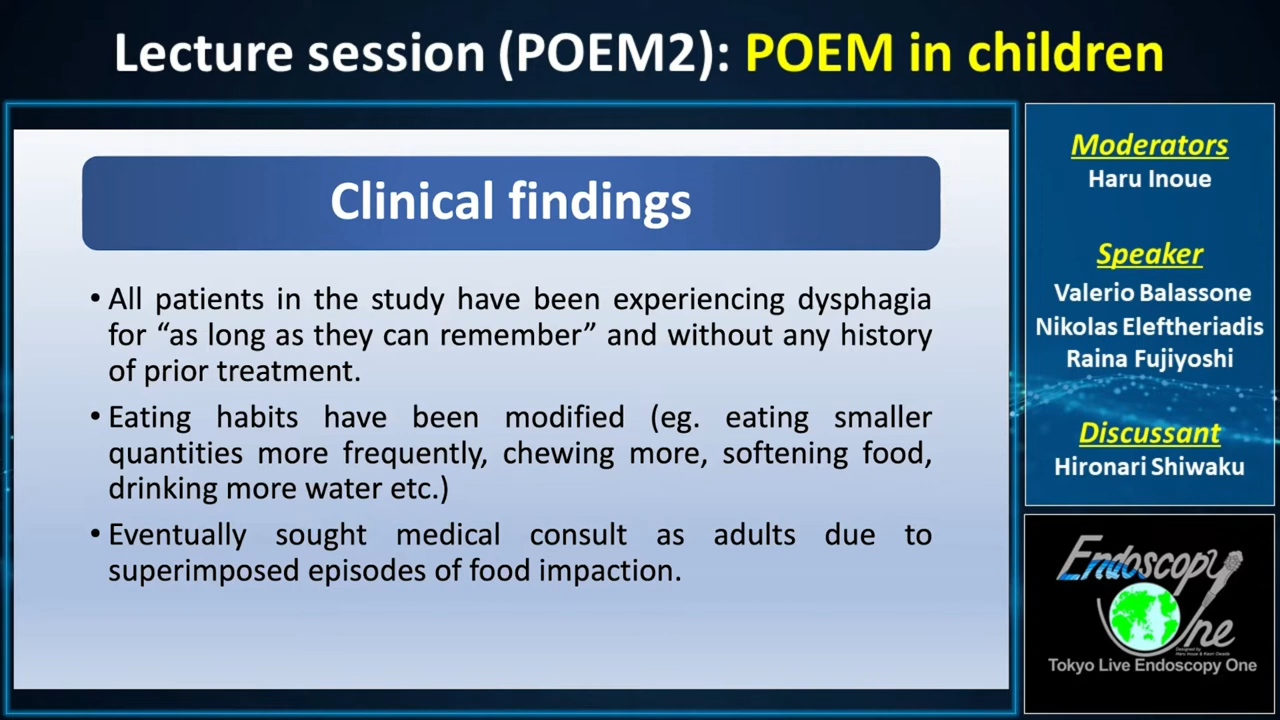 Lecture session (POEM2): POEM in children
Clinical findings
• All patients in the study have been experiencing dysphagia
for “as long as they can remember” and without any history
of prior treatment.
• Eating habits have been modified (eg. eating smaller
quantities more frequently, chewing more, softening food,
drinking more water etc.)
• Eventually sought medical consult as adults due to
superimposed episodes of food impaction.
Moderators
Haru Inoue
Speaker
Valerio Balassone
Nikolas Eleftheriadis
Raina Fujiyoshi
Discussant
Hironari Shiwaku
Endoscopy
One
Tokyo Live Endoscopy One